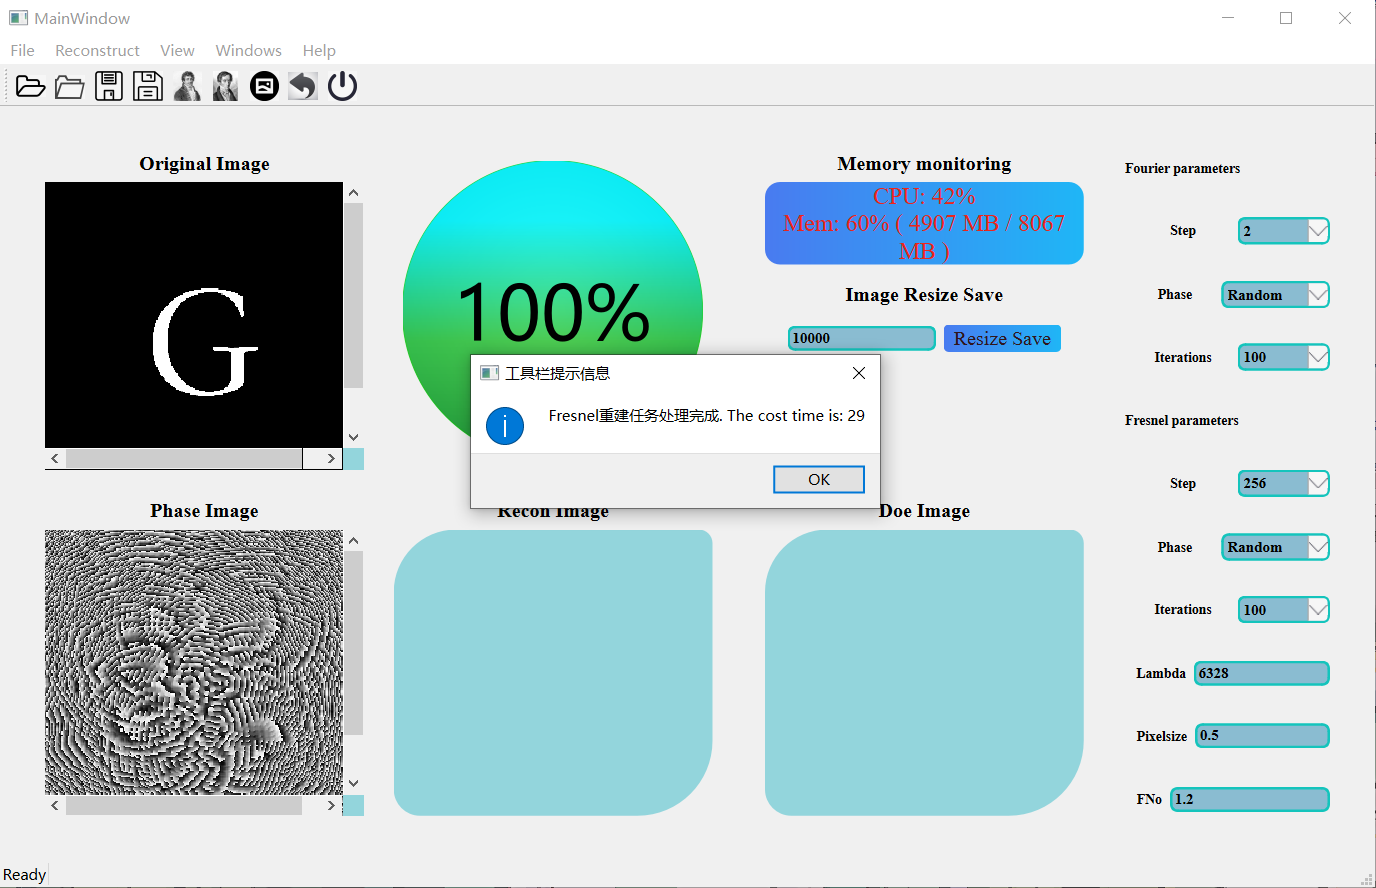 MainWindow
File Reconstruct View Windows Help
Original Image
G
100%
Memory monitoring
CPU: 42%
Mem: 60% ( 4907 MB / 8067
MB )
Image Resize Save
10000 Resize Save
工具栏提示信息
Fresnel重建任务处理完成. The cost time is: 29
OK
Phase Image
Recon Image
Doe Image
Fourier parameters
Step 2
Phase Random
Iterations 100
Fresnel parameters
Step 256
Phase Random
Iterations 100
Lambda 6328
Pixelsize 0.5
FNo 1.2
Ready